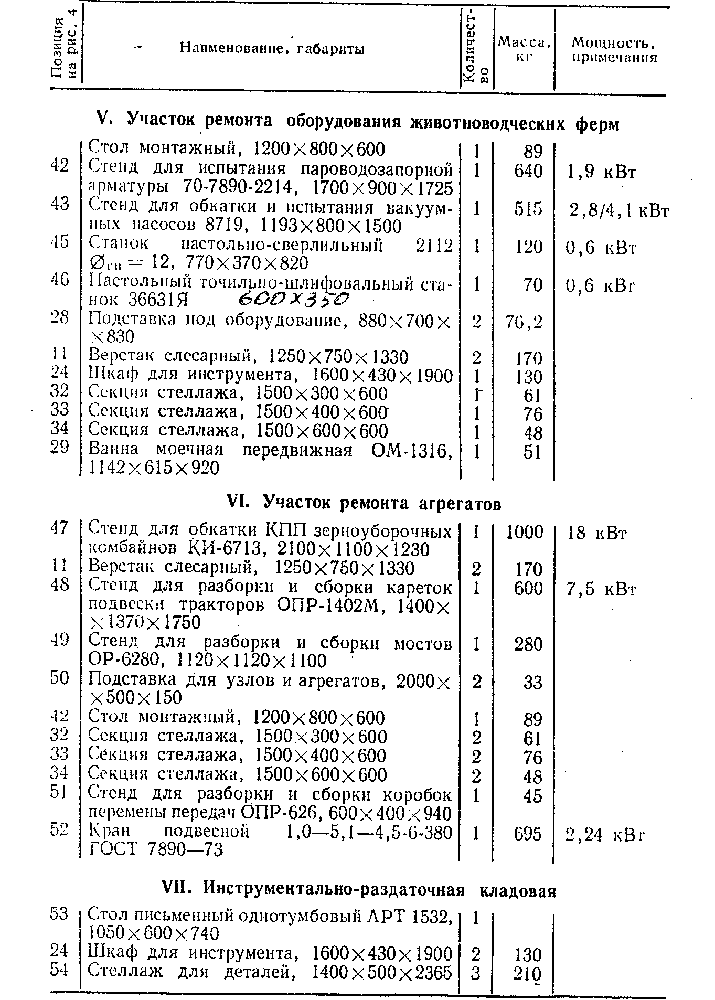 Позиция на рис. 4 Наименование, габариты Количест- во Масса, кг Мощность, примечания
V. Участок ремонта оборудования животноводческих ферм
Стол монтажный, 1200×800×600 1 89
42 Стенд для испытания пароводозапорной 1 640 1,9 кВт
арматуры 70-7890-2214, 1700×900×1725
43 Стенд для обкатки и испытания вакуум- 1 515 2,8/4,1 кВт
ных насосов 8719, 1193×800×1500
45 Станок настольно-сверлильный 2112 1 120 0,6 кВт
Øсв = 12, 770×370×820
46 Настольный точильно-шлифовальный ста- 1 70 0,6 кВт
нок 36631Я 600×350
28 Подставка под оборудование, 880×700× 2 76,2
×830
11 Верстак слесарный, 1250×750×1330 2 170
24 Шкаф для инструмента, 1600×430×1900 1 130
32 Секция стеллажа, 1500×300×600 1 61
33 Секция стеллажа, 1500×400×600 1 76
34 Секция стеллажа, 1500×600×600 1 48
29 Ванна моечная передвижная ОМ-1316, 1 51
1142×615×920
VI. Участок ремонта агрегатов
47 Стенд для обкатки КПП зерноуборочных 1 1000 18 кВт
комбайнов КИ-6713, 2100×1100×1230
11 Верстак слесарный, 1250×750×1330 2 170
48 Стенд для разборки и сборки кареток 1 600 7,5 кВт
подвески тракторов ОПР-1402М, 1400×
×1370×1750
49 Стенд для разборки и сборки мостов 1 280
ОР-6280, 1120×1120×1100
50 Подставка для узлов и агрегатов, 2000× 2 33
×500×150
42 Стол монтажный, 1200×800×600 1 89
32 Секция стеллажа, 1500×300×600 2 61
33 Секция стеллажа, 1500×400×600 2 76
34 Секция стеллажа, 1500×600×600 2 48
51 Стенд для разборки и сборки коробок 1 45
перемены передач ОПР-626, 600×400×940
52 Кран подвесной 1,0—5,1—4,5-6-380 1 695 2,24 кВт
ГОСТ 7890—73
VII. Инструментально-раздаточная кладовая
53 Стол письменный однотумбовый АРТ 1532, 1
1050×600×740
24 Шкаф для инструмента, 1600×430×1900 2 130
54 Стеллаж для деталей, 1400×500×2365 3 210